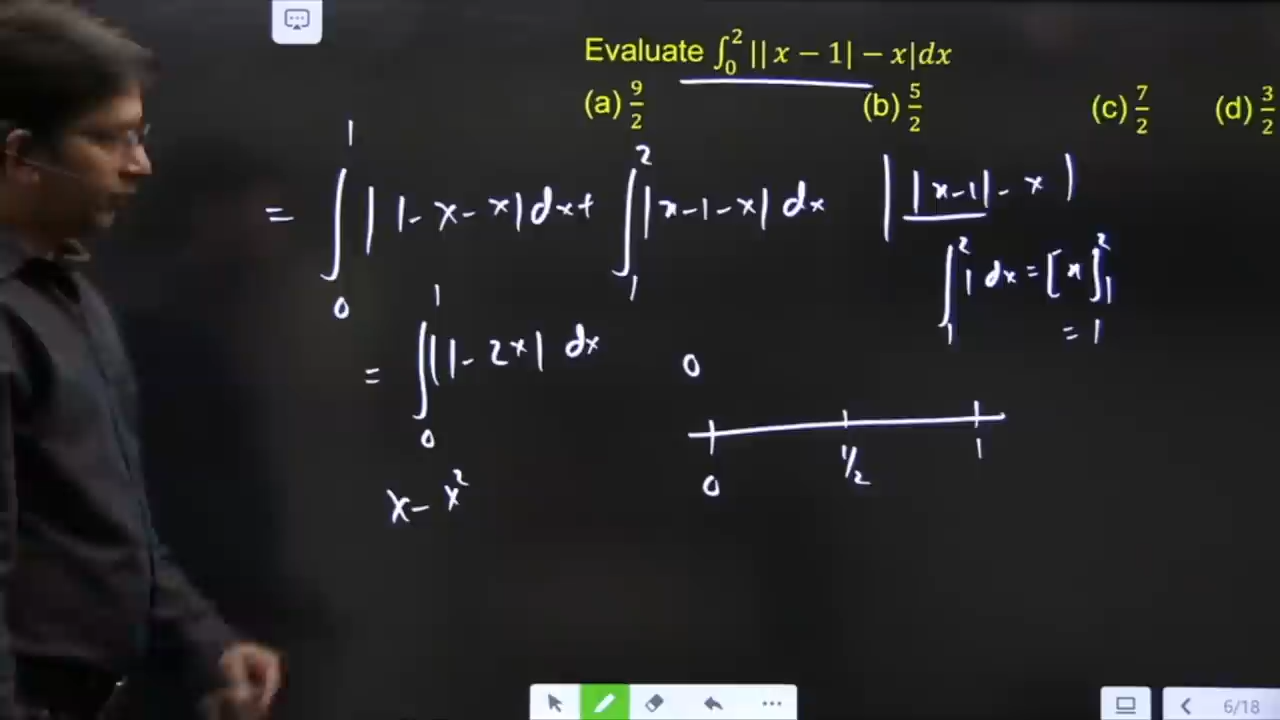 Evaluate ∫₀² ||x − 1| − x|dx
(a) 9/2 (b) 5/2 (c) 7/2 (d) 3/2
= ∫₀¹ |1-x-x|dx+ ∫₁² |x-1-x| dx
||x-1|-x|
∫₁² 1 dx = [x]₁²
= 1
= ∫₀¹ |1-2x| dx
0
0 1/2 1
x-x²
6/18